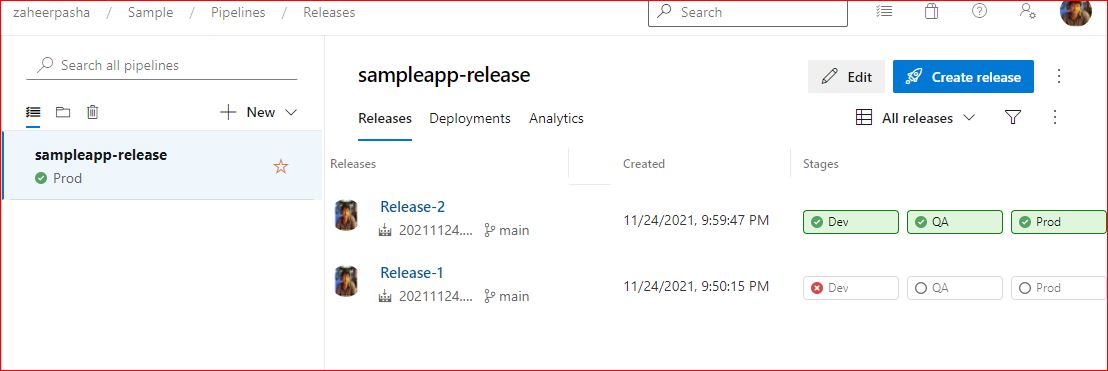 zaheerpasha / Sample / Pipelines / Releases
Search
Search all pipelines
New
sampleapp-release
Prod
sampleapp-release
Edit
Create release
Releases Deployments Analytics
All releases
Releases Created Stages
Release-2
20211124.... main
11/24/2021, 9:59:47 PM
Dev QA Prod
Release-1
20211124.... main
11/24/2021, 9:50:15 PM
Dev QA Prod